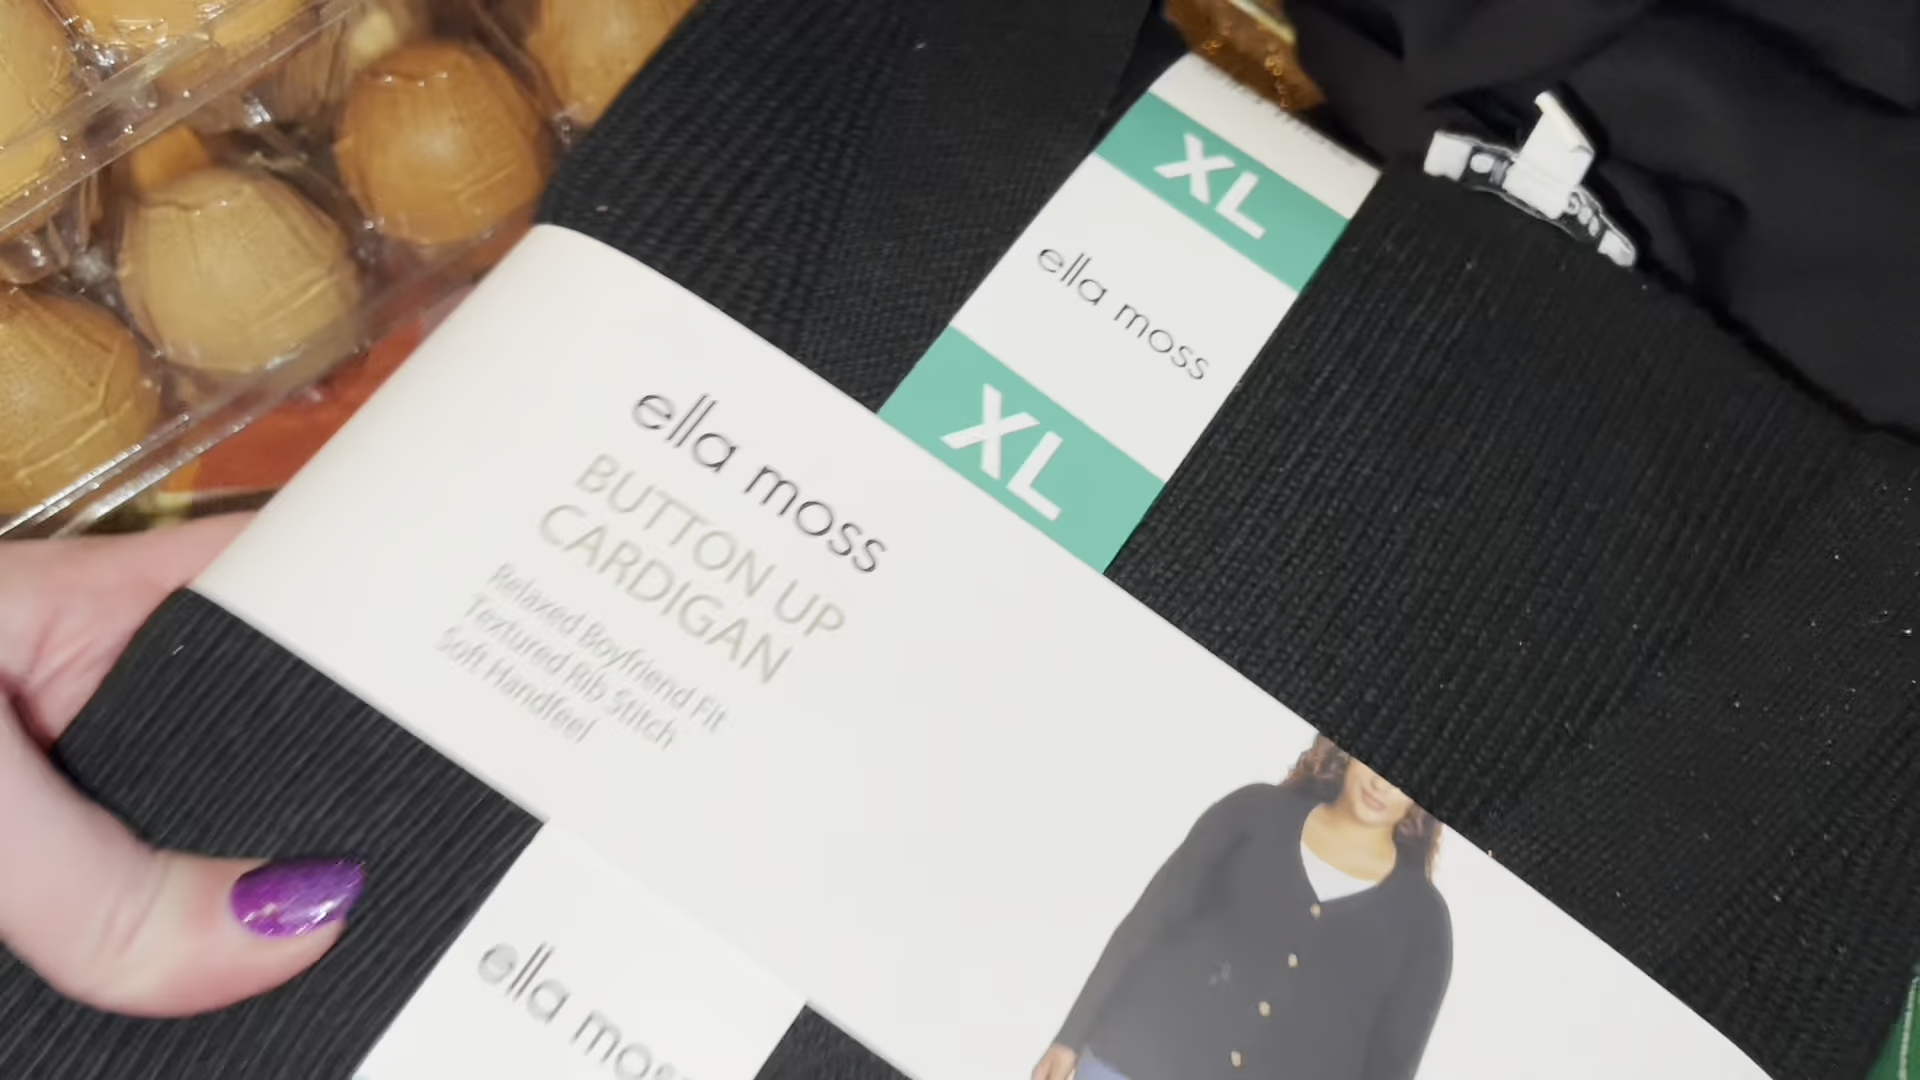 XL
ella moss
XL
ella moss
BUTTON UP
CARDIGAN
Relaxed Boyfriend Fit
Textured Rib Stitch
Soft Handfeel
ella moss